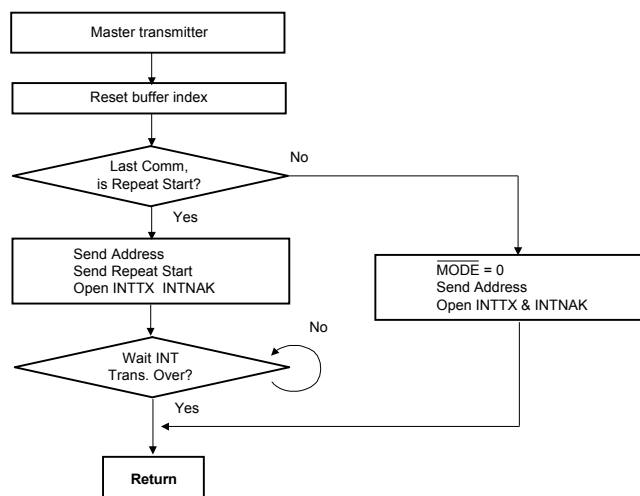 Master transmitter
Reset buffer index
Last Comm,
is Repeat Start?
No
Yes
Send Address
Send Repeat Start
Open INTTX INTNAK
MODE = 0
Send Address
Open INTTX & INTNAK
No
Wait INT
Trans. Over?
Yes
Return